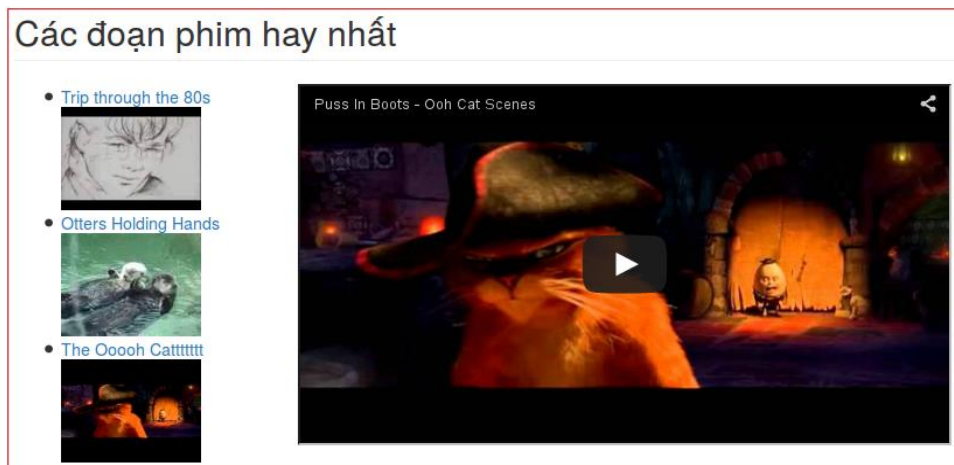 Các đoạn phim hay nhất
Trip through the 80s
Otters Holding Hands
The Ooooh Cattttttt
Puss In Boots - Ooh Cat Scenes